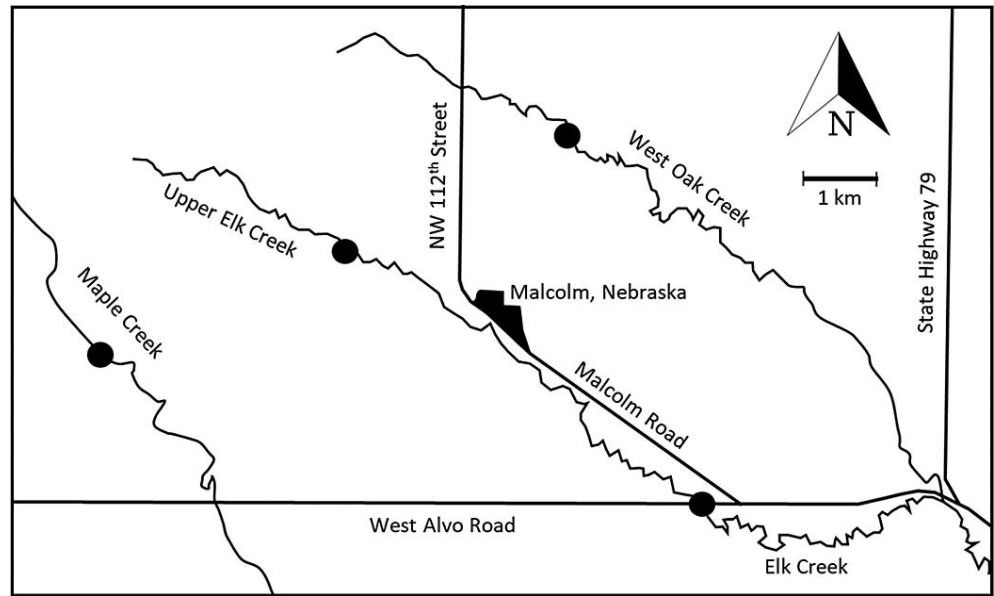 N
1 km
NW 112th Street
West Oak Creek
State Highway 79
Upper Elk Creek
Maple Creek
Malcolm, Nebraska
Malcolm Road
West Alvo Road
Elk Creek